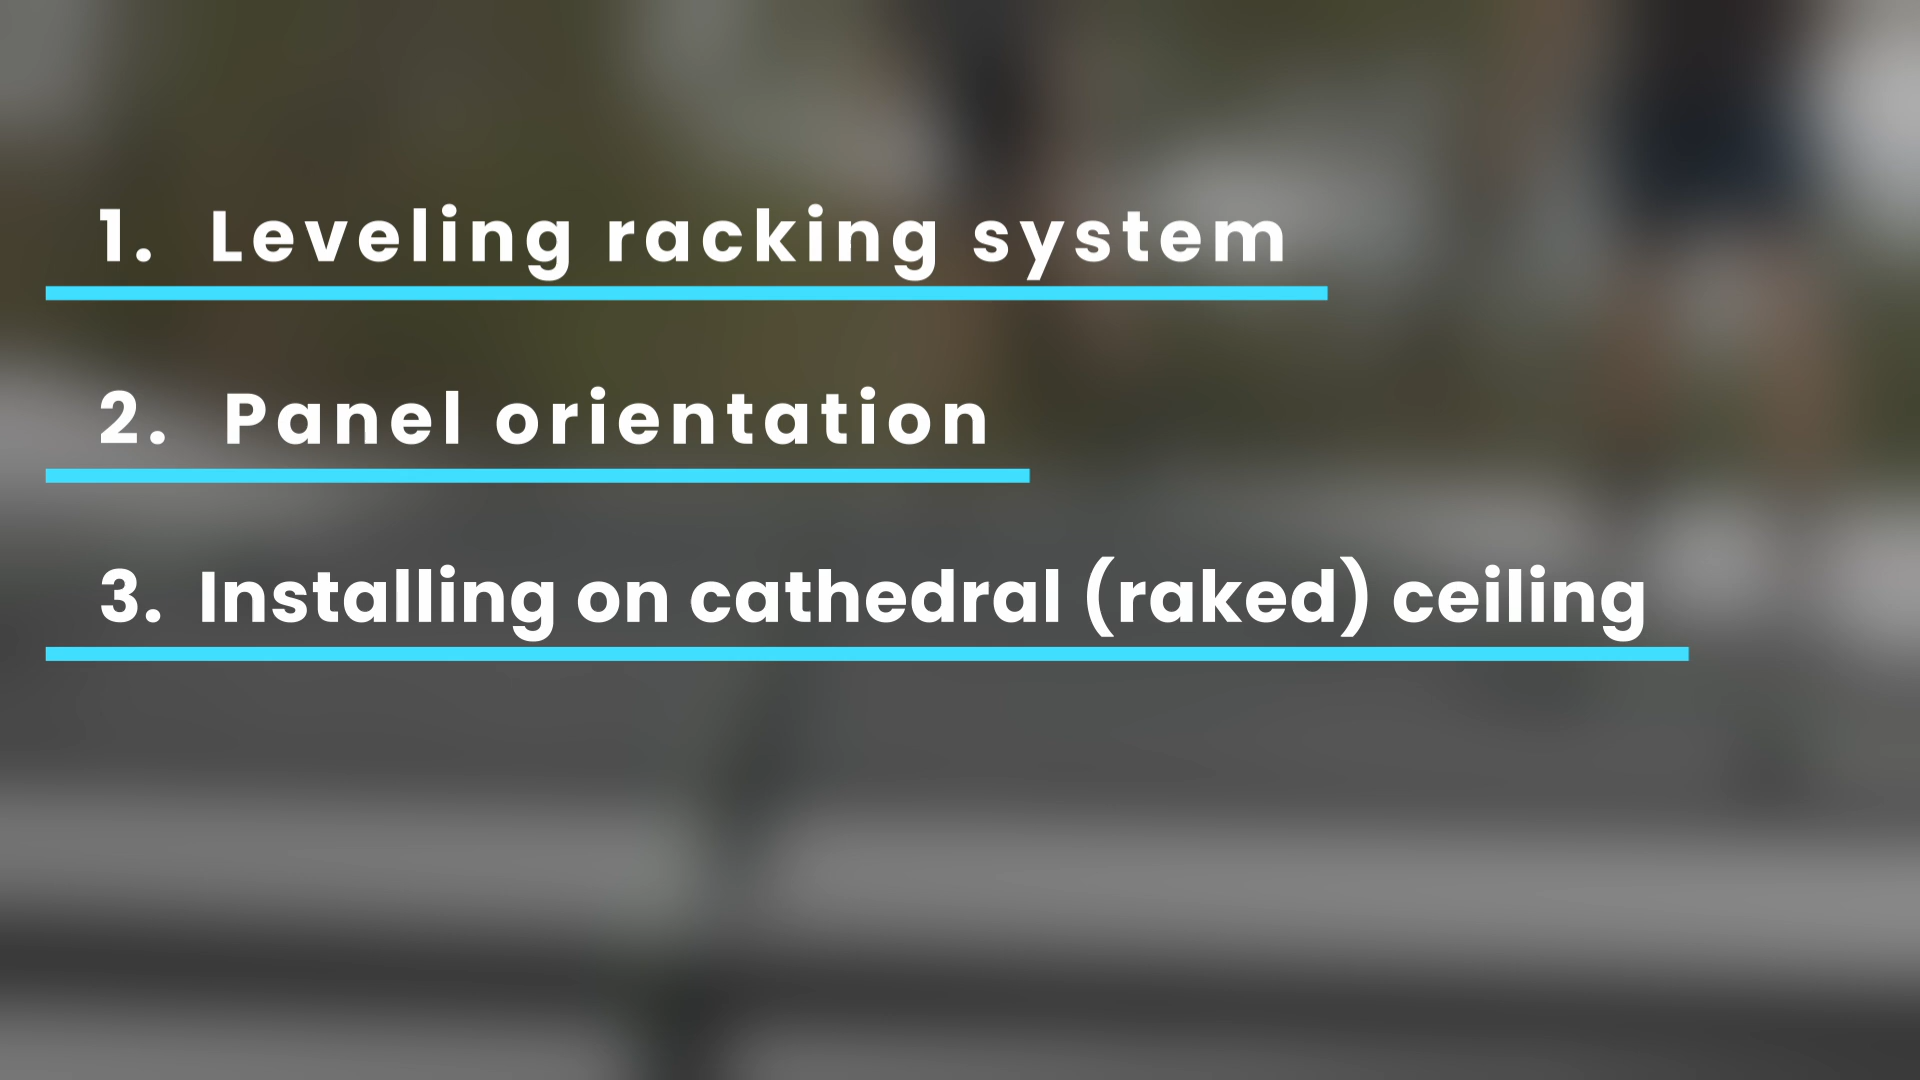 1. Leveling racking system
2. Panel orientation
3. Installing on cathedral (raked) ceiling